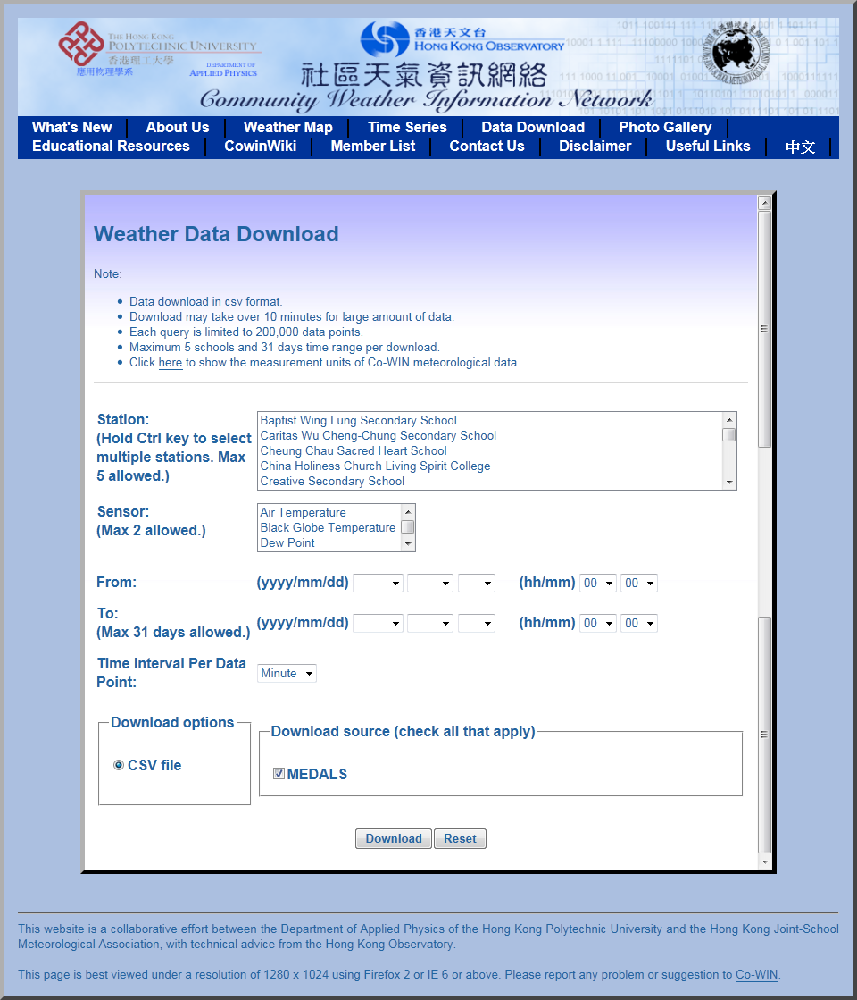 THE HONG KONG
POLYTECHNIC UNIVERSITY
香港理工大學
應用物理學系
DEPARTMENT OF
APPLIED PHYSICS
香港天文台
HONG KONG OBSERVATORY
社區天氣資訊網絡
Community Weather Information Network
What's New About Us Weather Map Time Series Data Download Photo Gallery
Educational Resources CowinWiki Member List Contact Us Disclaimer Useful Links 中文
Weather Data Download
Note:
Data download in csv format.
Download may take over 10 minutes for large amount of data.
Each query is limited to 200,000 data points.
Maximum 5 schools and 31 days time range per download.
Click here to show the measurement units of Co-WIN meteorological data.
Station:
(Hold Ctrl key to select
multiple stations. Max
5 allowed.)
Baptist Wing Lung Secondary School
Caritas Wu Cheng-Chung Secondary School
Cheung Chau Sacred Heart School
China Holiness Church Living Spirit College
Creative Secondary School
Sensor:
(Max 2 allowed.)
Air Temperature
Black Globe Temperature
Dew Point
From: (yyyy/mm/dd) (hh/mm) 00 00
To:
(Max 31 days allowed.)
(yyyy/mm/dd) (hh/mm) 00 00
Time Interval Per Data
Point:
Minute
Download options
CSV file
Download source (check all that apply)
MEDALS
Download Reset
This website is a collaborative effort between the Department of Applied Physics of the Hong Kong Polytechnic University and the Hong Kong Joint-School
Meteorological Association, with technical advice from the Hong Kong Observatory.
This page is best viewed under a resolution of 1280 x 1024 using Firefox 2 or IE 6 or above. Please report any problem or suggestion to Co-WIN.